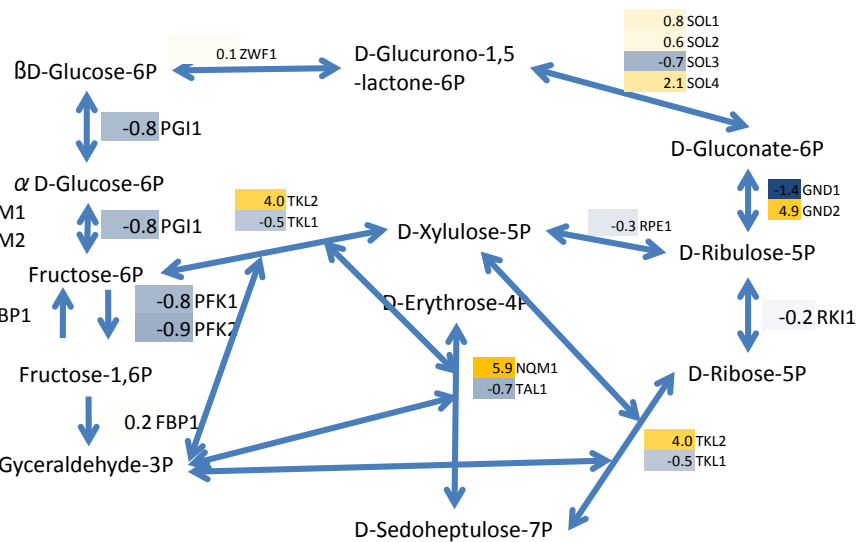 0.8 SOL1
0.1 ZWF1
D-Glucurono-1,5
-lactone-6P
0.6 SOL2
-0.7 SOL3
2.1 SOL4
ßD-Glucose-6P
-0.8 PGI1
D-Gluconate-6P
α D-Glucose-6P
-1.4 GND1
4.9 GND2
M1
M2
-0.8 PGI1
4.0 TKL2
-0.5 TKL1
D-Xylulose-5P
-0.3 RPE1
D-Ribulose-5P
Fructose-6P
BP1
-0.8 PFK1
-0.9 PFK2
D-Erythrose-4P
-0.2 RKI1
Fructose-1,6P
5.9 NQM1
-0.7 TAL1
D-Ribose-5P
0.2 FBP1
4.0 TKL2
-0.5 TKL1
Gyceraldehyde-3P
D-Sedoheptulose-7P